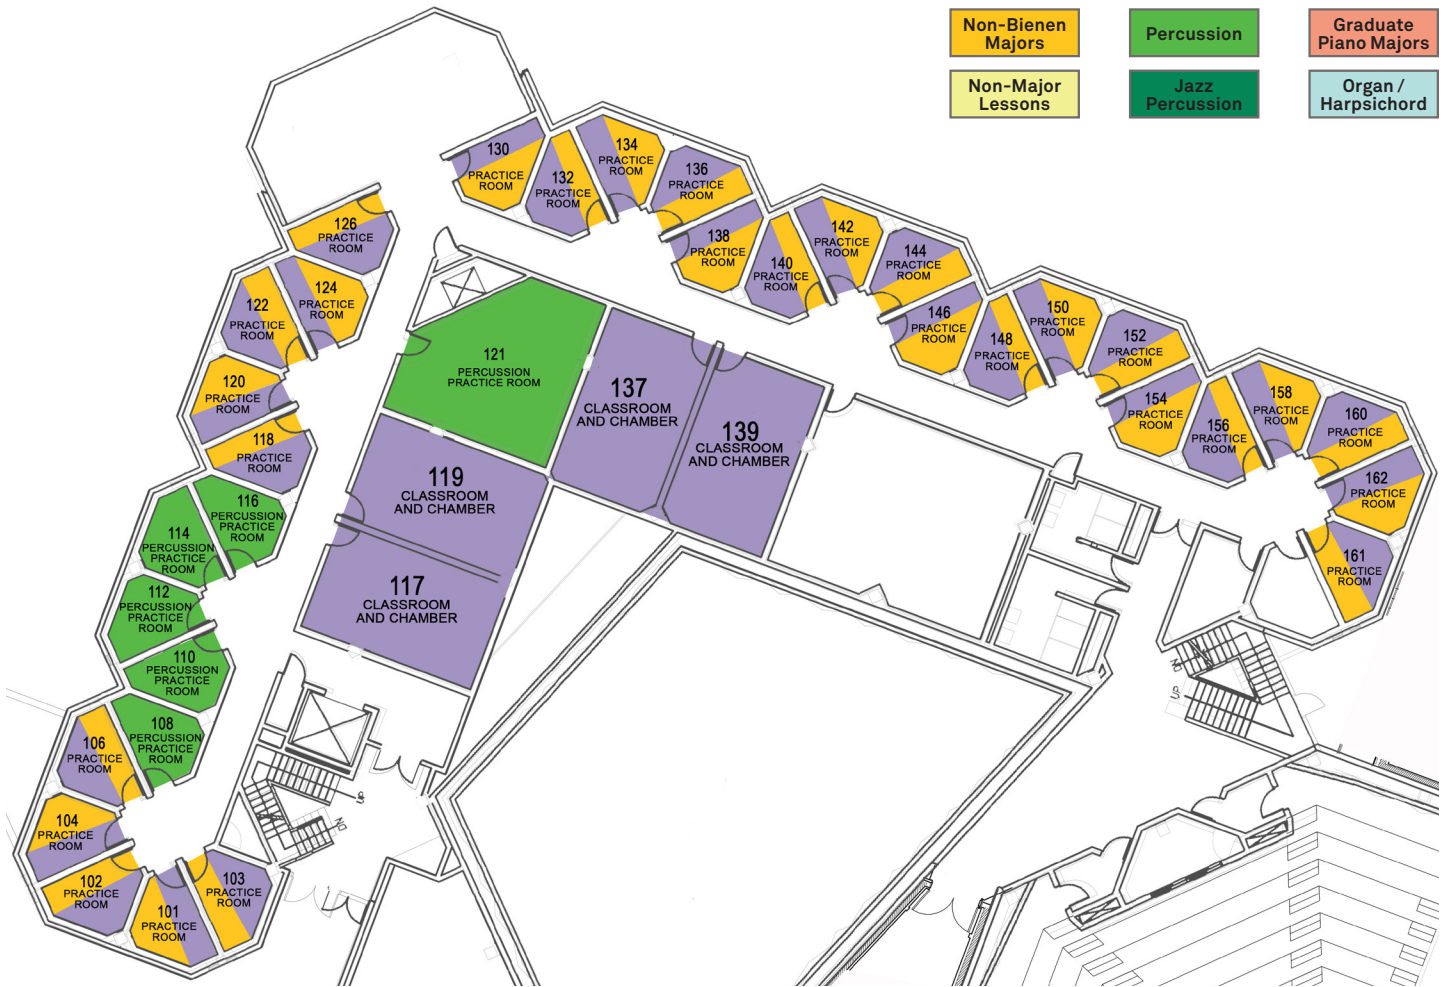 Non-Bienen
Majors
Percussion
Graduate
Piano Majors
Non-Major
Lessons
Jazz
Percussion
Organ /
Harpsichord
130
PRACTICE
ROOM
132
PRACTICE
ROOM
134
PRACTICE
ROOM
136
PRACTICE
ROOM
138
PRACTICE
ROOM
140
PRACTICE
ROOM
142
PRACTICE
ROOM
144
PRACTICE
ROOM
146
PRACTICE
ROOM
148
PRACTICE
ROOM
150
PRACTICE
ROOM
152
PRACTICE
ROOM
154
PRACTICE
ROOM
156
PRACTICE
ROOM
158
PRACTICE
ROOM
160
PRACTICE
ROOM
162
PRACTICE
ROOM
161
PRACTICE
ROOM
126
PRACTICE
ROOM
124
PRACTICE
ROOM
122
PRACTICE
ROOM
120
PRACTICE
ROOM
118
PRACTICE
ROOM
116
PERCUSSION
PRACTICE
ROOM
114
PERCUSSION
PRACTICE
ROOM
112
PERCUSSION
PRACTICE
ROOM
110
PERCUSSION
PRACTICE
ROOM
108
PERCUSSION
PRACTICE
ROOM
106
PRACTICE
ROOM
104
PRACTICE
ROOM
102
PRACTICE
ROOM
101
PRACTICE
ROOM
103
PRACTICE
ROOM
121
PERCUSSION
PRACTICE ROOM
137
CLASSROOM
AND CHAMBER
139
CLASSROOM
AND CHAMBER
119
CLASSROOM
AND CHAMBER
117
CLASSROOM
AND CHAMBER
DN
UP
UP
DN